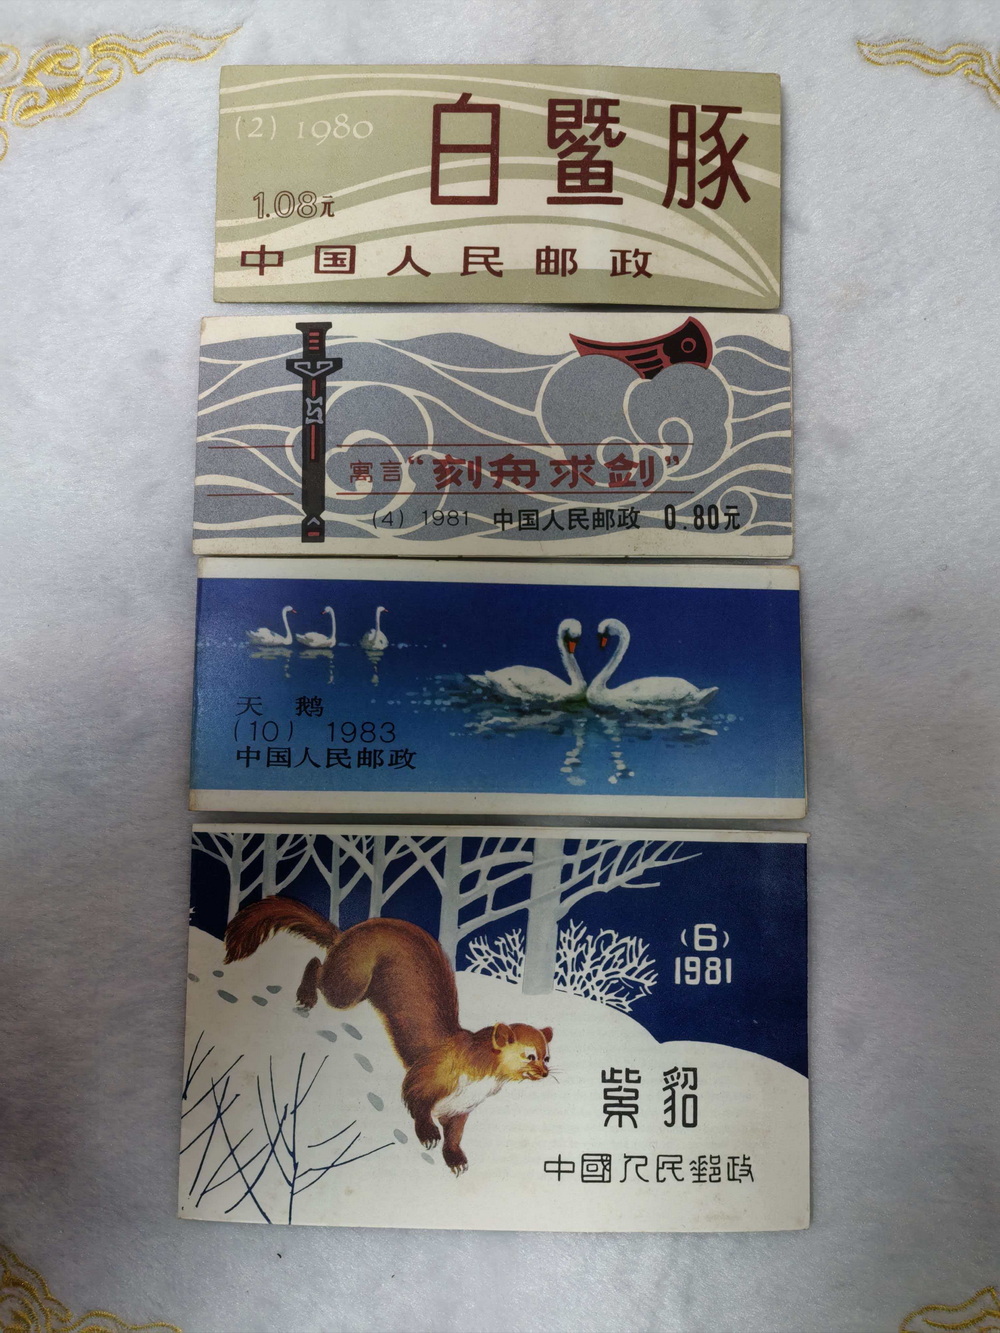 (2) 1980
白鱀豚
1.08元
中国人民邮政
寓言“刻舟求剑”
(4) 1981 中国人民邮政 0.80元
天鹅
(10) 1983
中国人民邮政
(6)
1981
紫貂
中國人民郵政